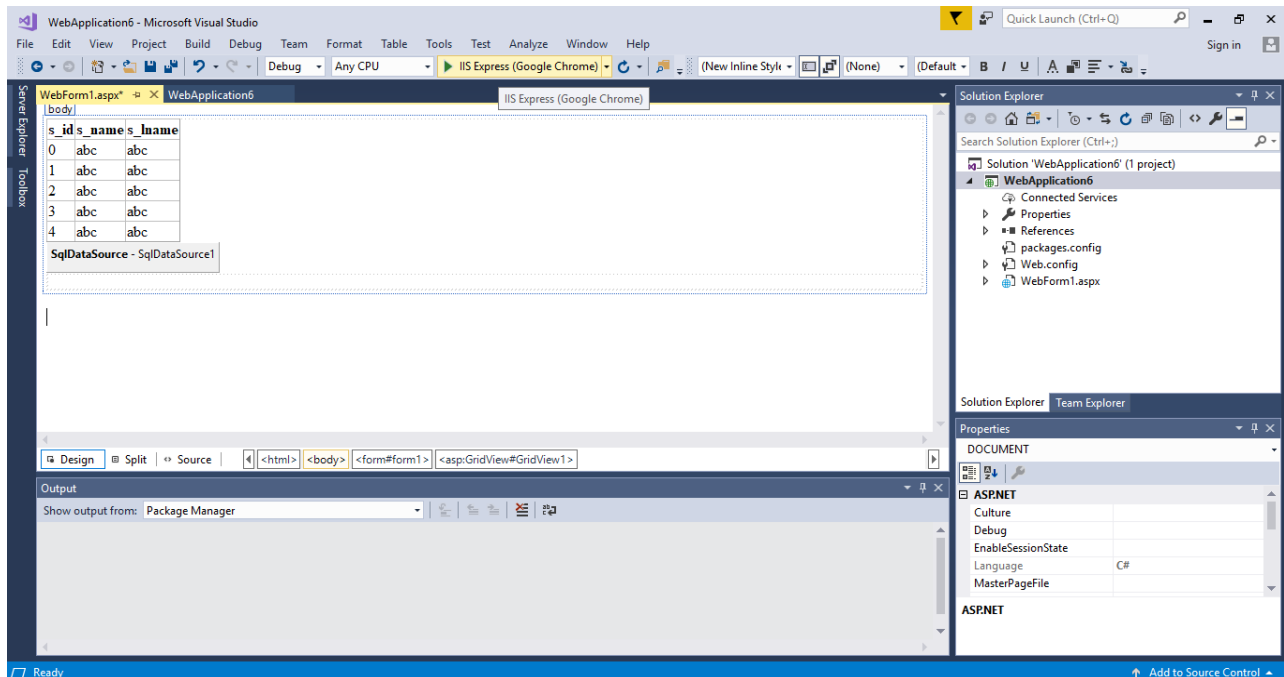 WebApplication6 - Microsoft Visual Studio
Quick Launch (Ctrl+Q)
File Edit View Project Build Debug Team Format Table Tools Test Analyze Window Help
Sign in
Debug Any CPU IIS Express (Google Chrome) (New Inline Style (None) (Default B I U A
Server Explorer
Toolbox
WebForm1.aspx* WebApplication6
IIS Express (Google Chrome)
body
s_id s_name s_lname
0 abc abc
1 abc abc
2 abc abc
3 abc abc
4 abc abc
SqlDataSource - SqlDataSource1
Design Split Source <html> <body> <form#form1> <asp:GridView#GridView1>
Output
Show output from: Package Manager
Solution Explorer
Search Solution Explorer (Ctrl+;)
Solution 'WebApplication6' (1 project)
WebApplication6
Connected Services
Properties
References
packages.config
Web.config
WebForm1.aspx
Solution Explorer Team Explorer
Properties
DOCUMENT
ASP.NET
Culture
Debug
EnableSessionState
Language C#
MasterPageFile
ASP.NET
Ready
Add to Source Control